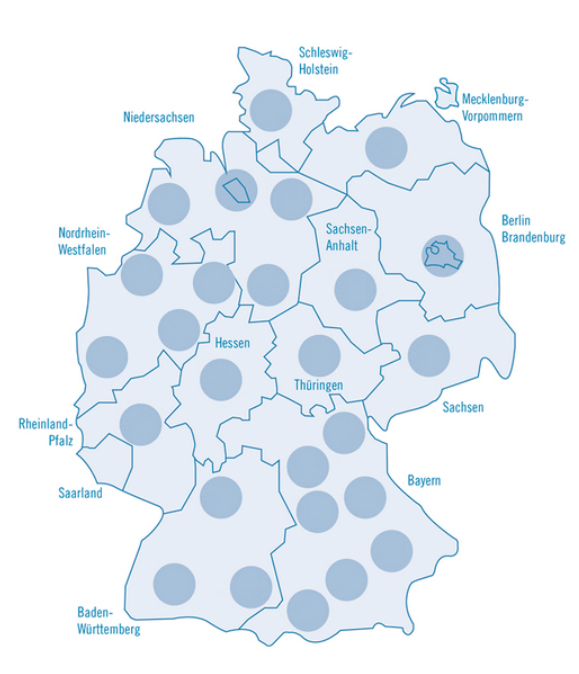 Schleswig-
Holstein
Mecklenburg-
Vorpommern
Niedersachsen
Berlin
Brandenburg
Nordrhein-
Westfalen
Sachsen-
Anhalt
Hessen
Thüringen
Sachsen
Rheinland-
Pfalz
Saarland
Bayern
Baden-
Württemberg